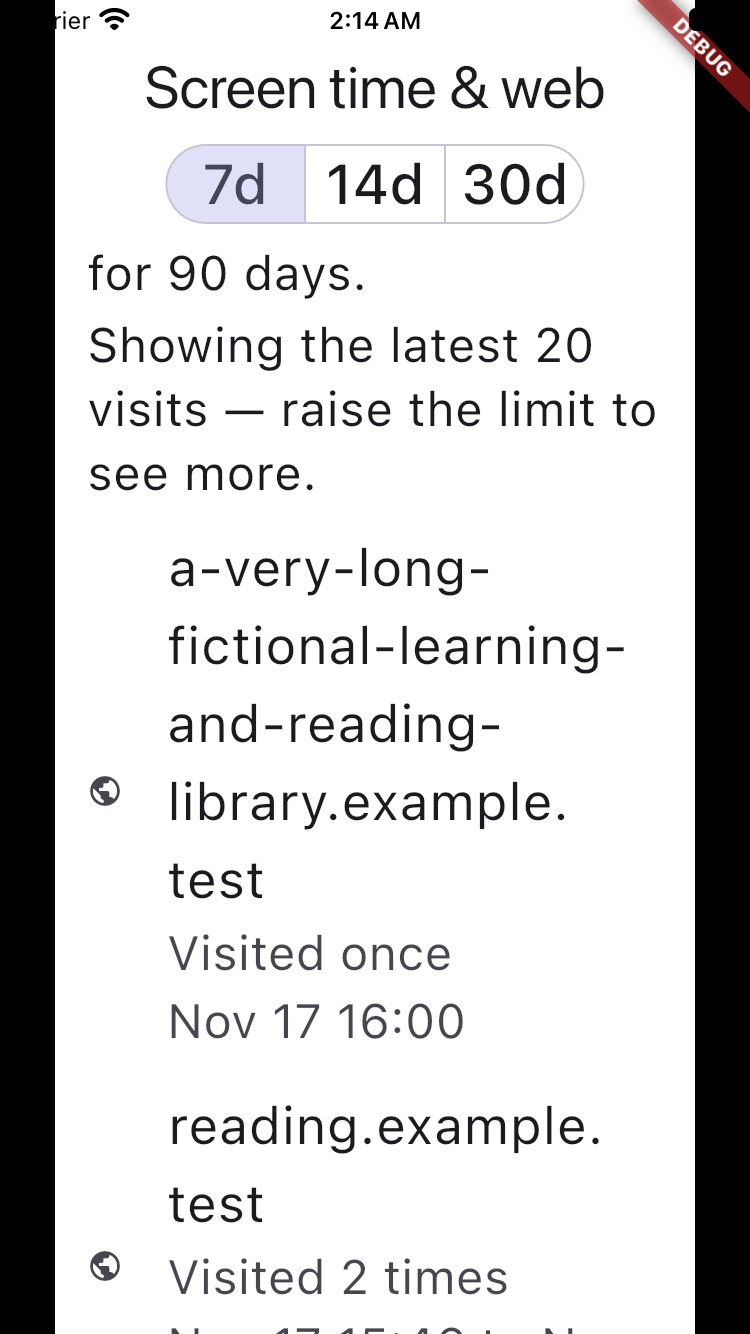 rier 2:14 AM
DEBUG
Screen time & web
7d 14d 30d
for 90 days.
Showing the latest 20
visits — raise the limit to
see more.
a-very-long-
fictional-learning-
and-reading-
library.example.
test
Visited once
Nov 17 16:00
reading.example.
test
Visited 2 times